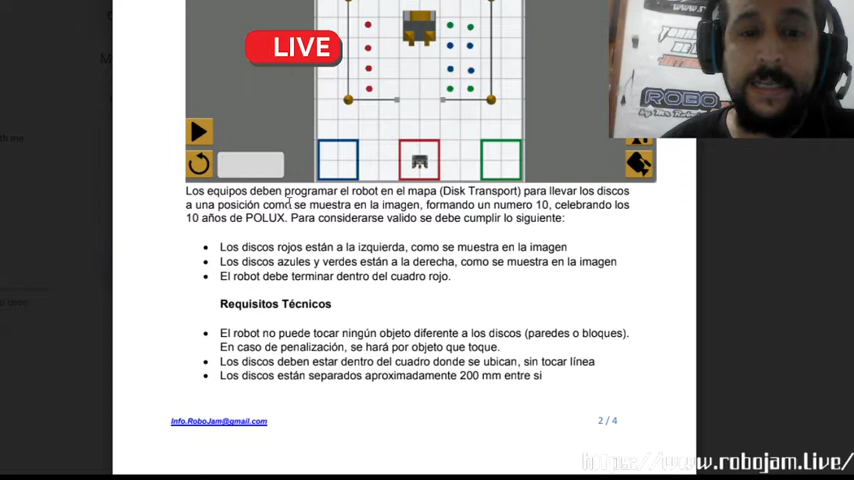 LIVE
ROBO
Los equipos deben programar el robot en el mapa (Disk Transport) para llevar los discos
a una posición como se muestra en la imagen, formando un numero 10, celebrando los
10 años de POLUX. Para considerarse valido se debe cumplir lo siguiente:
Los discos rojos están a la izquierda, como se muestra en la imagen
Los discos azules y verdes están a la derecha, como se muestra en la imagen
El robot debe terminar dentro del cuadro rojo.
Requisitos Técnicos
El robot no puede tocar ningún objeto diferente a los discos (paredes o bloques).
En caso de penalización, se hará por objeto que toque.
Los discos deben estar dentro del cuadro donde se ubican, sin tocar línea
Los discos están separados aproximadamente 200 mm entre si
Info.RoboJam@gmail.com
2 / 4
https://www.robojam.live/